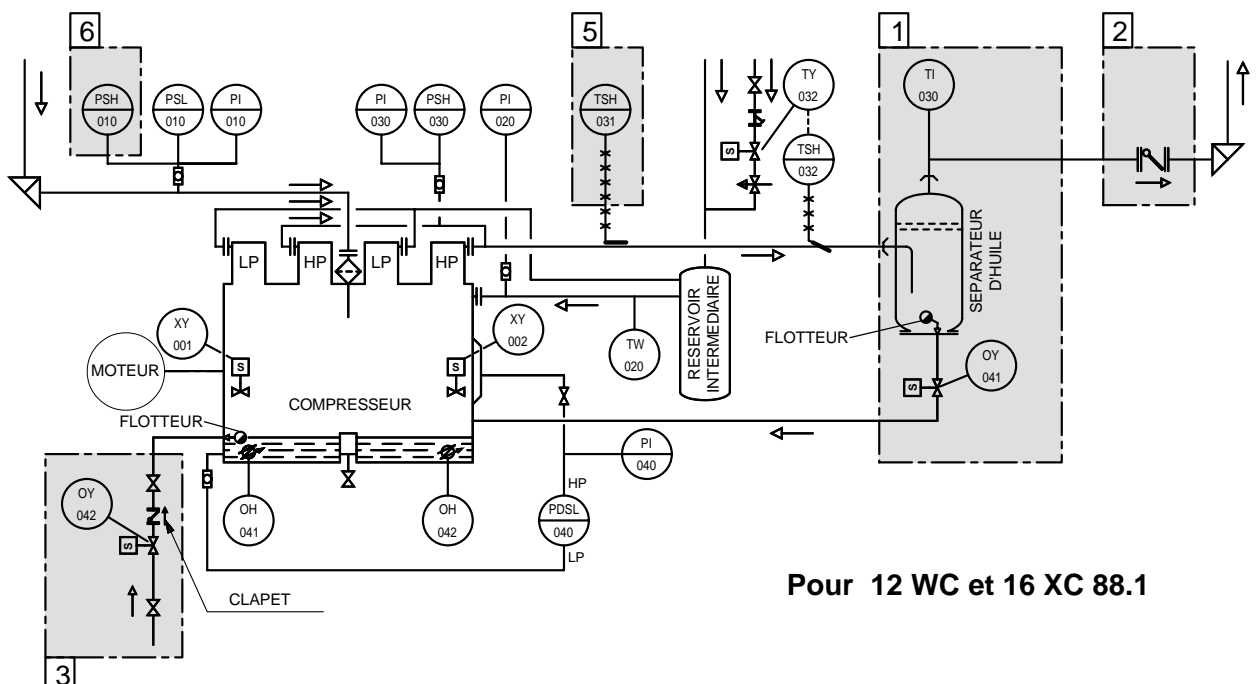 6
5
1
2
PSH
010
PSL
010
PI
010
PI
030
PSH
030
PI
020
TSH
031
TY
032
TSH
032
TI
030
S
LP
HP
LP
HP
SEPARATEUR
D'HUILE
XY
001
XY
002
S
S
MOTEUR
COMPRESSEUR
FLOTTEUR
TW
020
RESERVOIR
INTERMEDIAIRE
FLOTTEUR
OY
041
S
PI
040
OY
042
S
OH
041
OH
042
HP
PDSL
040
LP
CLAPET
Pour 12 WC et 16 XC 88.1
3